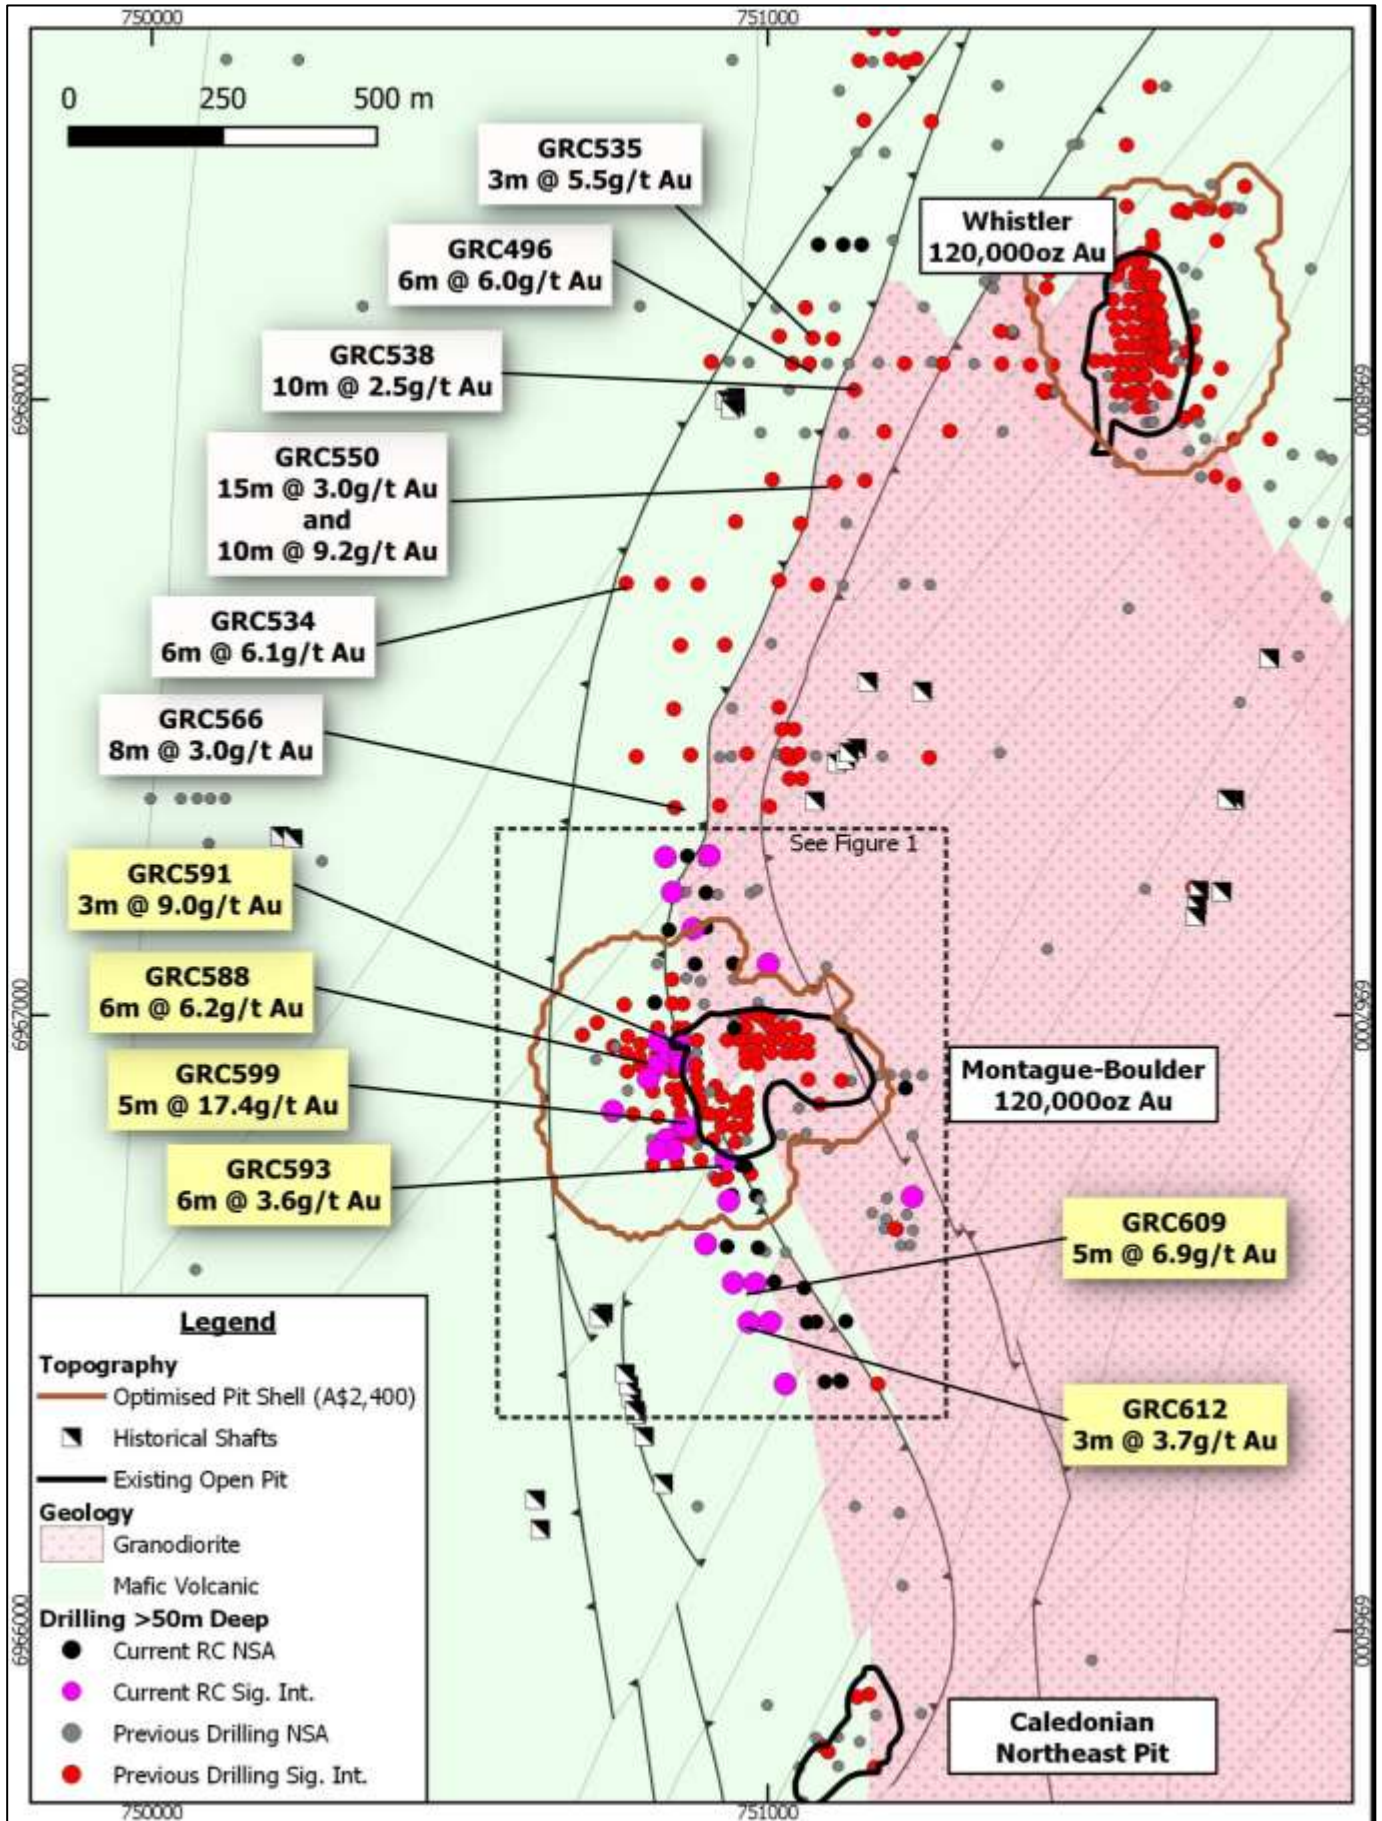 750000
751000
0 250 500 m
GRC535
3m @ 5.5g/t Au
GRC496
6m @ 6.0g/t Au
Whistler
120,000oz Au
GRC538
10m @ 2.5g/t Au
6968000
6968000
GRC550
15m @ 3.0g/t Au
and
10m @ 9.2g/t Au
GRC534
6m @ 6.1g/t Au
GRC566
8m @ 3.0g/t Au
See Figure 1
GRC591
3m @ 9.0g/t Au
GRC588
6m @ 6.2g/t Au
6967000
6967000
GRC599
5m @ 17.4g/t Au
Montague-Boulder
120,000oz Au
GRC593
6m @ 3.6g/t Au
GRC609
5m @ 6.9g/t Au
GRC612
3m @ 3.7g/t Au
Legend
Topography
Optimised Pit Shell (A$2,400)
Historical Shafts
Existing Open Pit
Geology
Granodiorite
Mafic Volcanic
Drilling >50m Deep
Current RC NSA
Current RC Sig. Int.
Previous Drilling NSA
Previous Drilling Sig. Int.
6966000
6966000
Caledonian
Northeast Pit
750000
751000